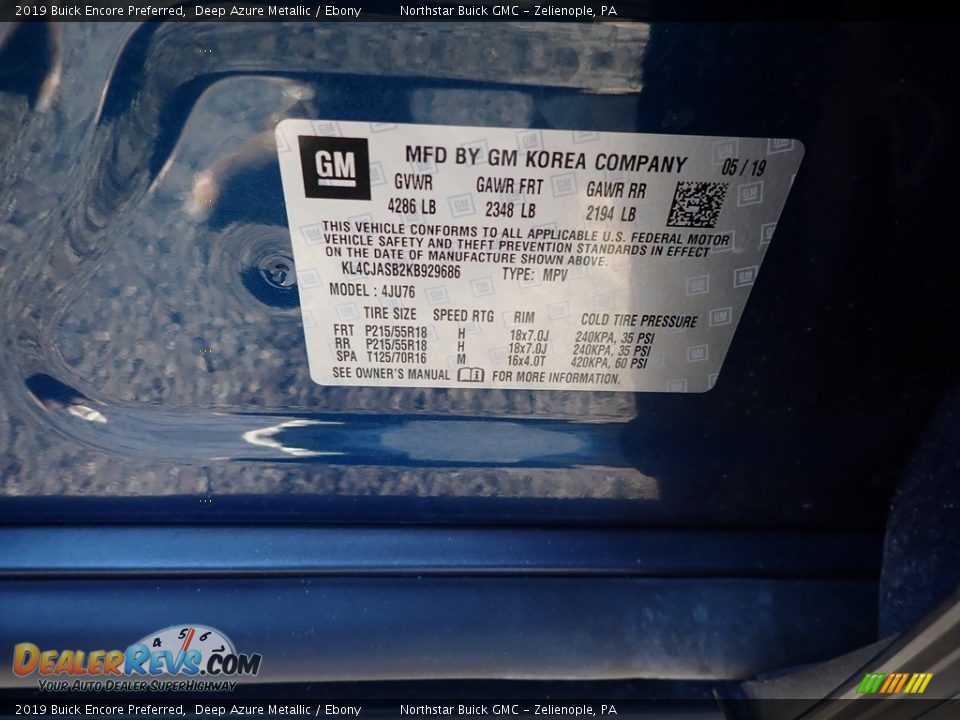 2019 Buick Encore Preferred, Deep Azure Metallic / Ebony Northstar Buick GMC - Zelienople, PA
GM MFD BY GM KOREA COMPANY 05 / 19
GVWR GAWR FRT GAWR RR
4286 LB 2348 LB 2194 LB
THIS VEHICLE CONFORMS TO ALL APPLICABLE U.S. FEDERAL MOTOR
VEHICLE SAFETY AND THEFT PREVENTION STANDARDS IN EFFECT
ON THE DATE OF MANUFACTURE SHOWN ABOVE.
KL4CJASB2KB929686 TYPE: MPV
MODEL : 4JU76
TIRE SIZE SPEED RTG RIM COLD TIRE PRESSURE
FRT P215/55R18 H 18x7.0J 240KPA, 35 PSI
RR P215/55R18 H 18x7.0J 240KPA, 35 PSI
SPA T125/70R16 M 16x4.0T 420KPA, 60 PSI
SEE OWNER'S MANUAL FOR MORE INFORMATION.
4 5 6
DEALERREVS.COM
YOUR AUTO DEALER SUPERHIGHWAY
2019 Buick Encore Preferred, Deep Azure Metallic / Ebony Northstar Buick GMC - Zelienople, PA